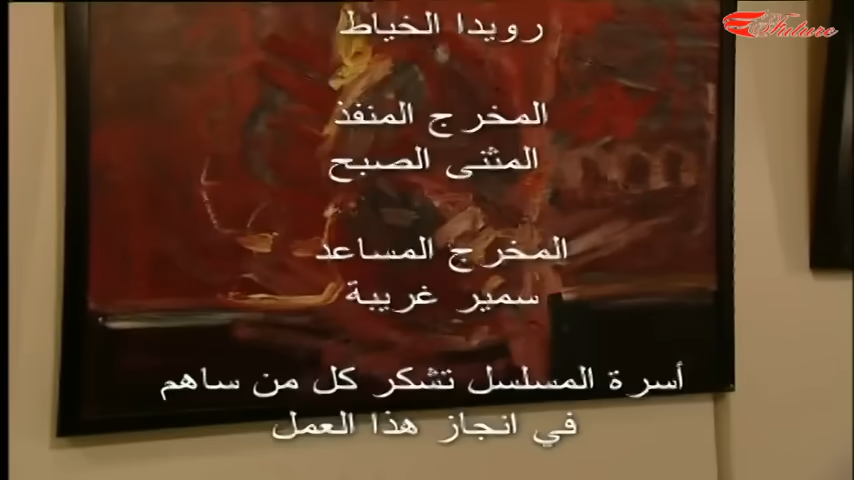 Future
رويدا الخياط
المخرج المنفذ
المثنى الصبح
المخرج المساعد
سمير غريبة
أسرة المسلسل تشكر كل من ساهم
في انجاز هذا العمل